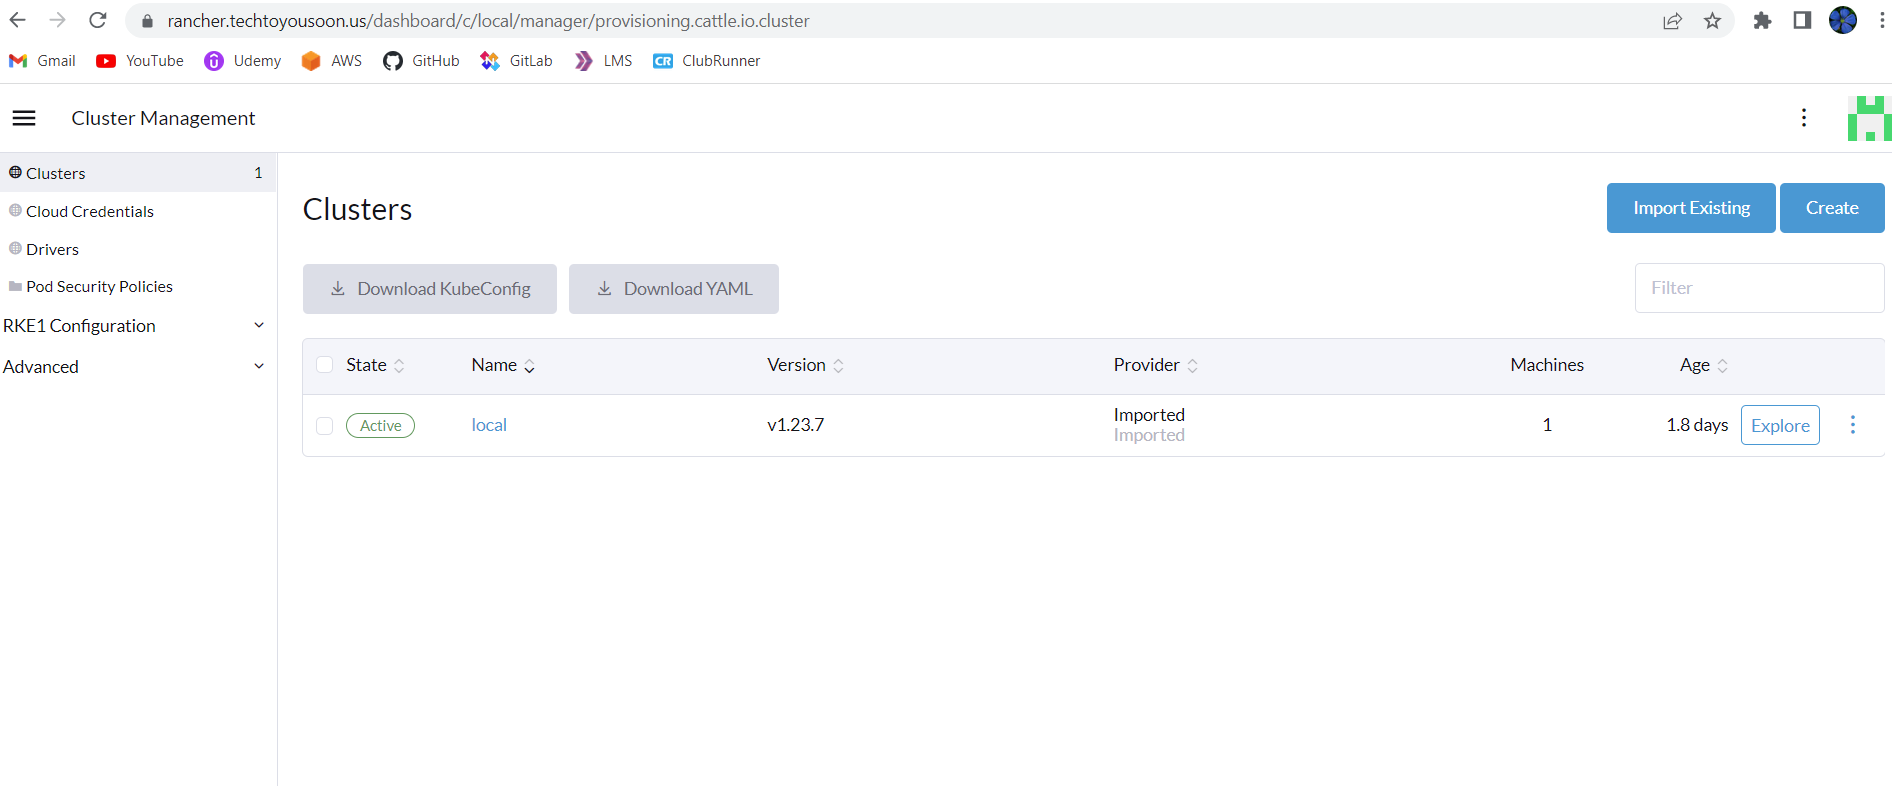 rancher.techtoyousoon.us/dashboard/c/local/manager/provisioning.cattle.io.cluster
Gmail YouTube Udemy AWS GitHub GitLab LMS CR ClubRunner
Cluster Management
Clusters 1
Cloud Credentials
Drivers
Pod Security Policies
RKE1 Configuration
Advanced
Clusters
Import Existing Create
Download KubeConfig Download YAML Filter
State Name Version Provider Machines Age
Active local v1.23.7 Imported 1 1.8 days Explore
Imported